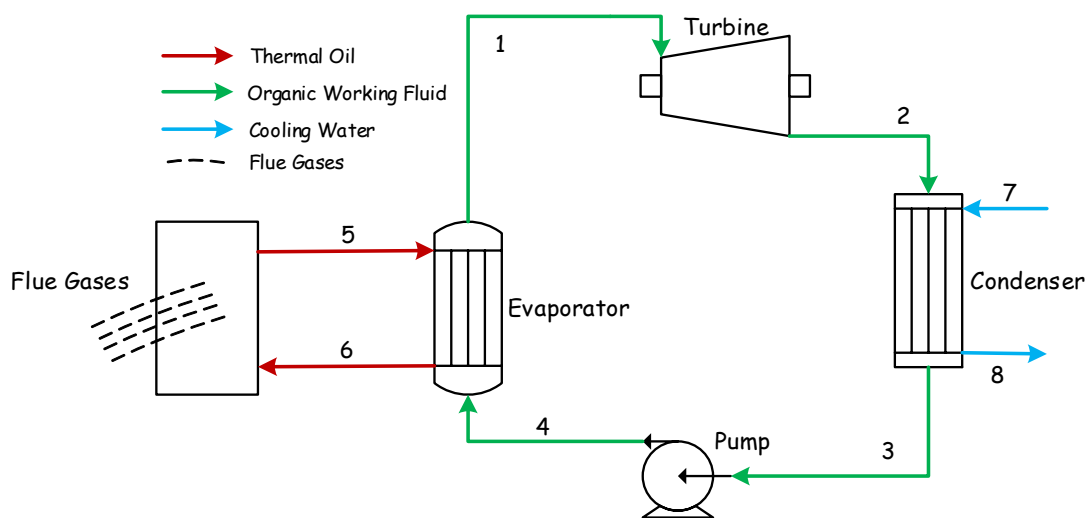 Turbine
1
Thermal Oil
Organic Working Fluid
2
Cooling Water
Flue Gases
7
5
Flue Gases
Evaporator
Condenser
6
8
4
Pump
3